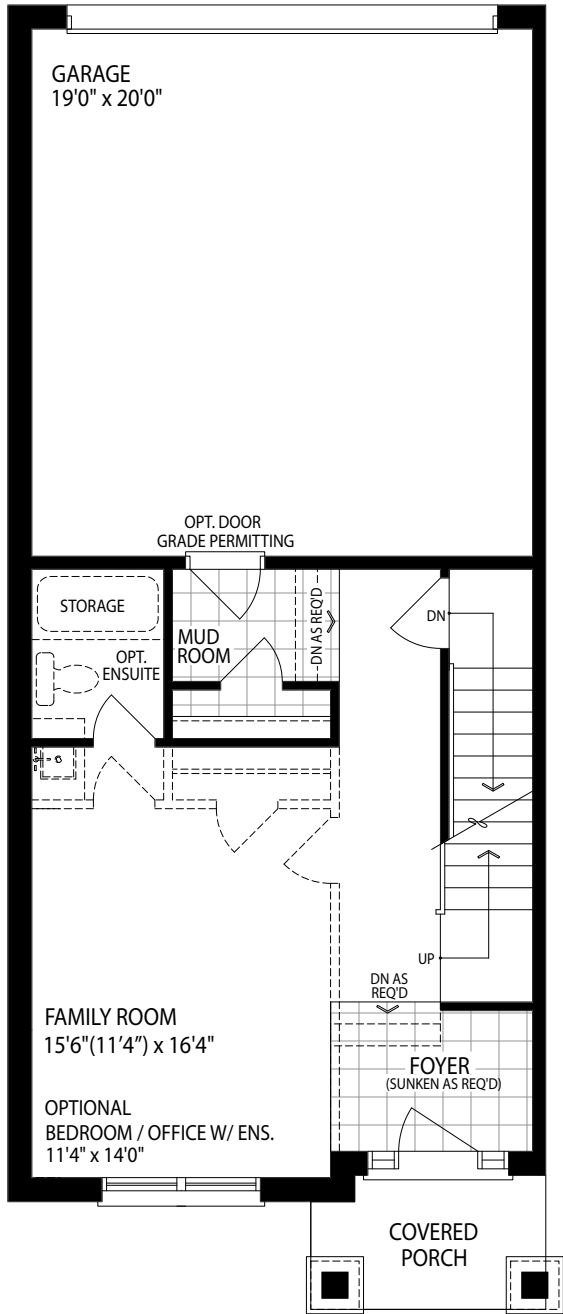 GARAGE
19'0" x 20'0"
OPT. DOOR
GRADE PERMITTING
STORAGE
OPT.
ENSUITE
MUD
ROOM
DN AS REQ'D
DN
UP
DN AS
REQ'D
FAMILY ROOM
15'6"(11'4") x 16'4"
OPTIONAL
BEDROOM / OFFICE W/ ENS.
11'4" x 14'0"
FOYER
(SUNKEN AS REQ'D)
COVERED
PORCH